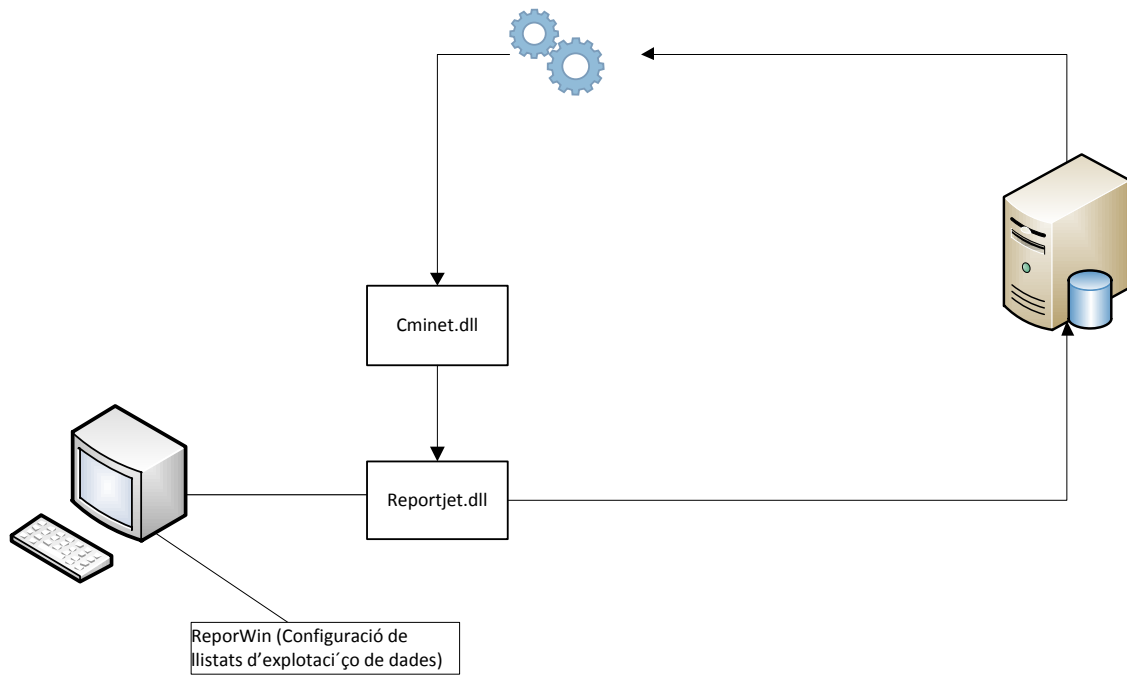 Cminet.dll
Reportjet.dll
ReporWin (Configuració de
llistats d’explotaci´ço de dades)